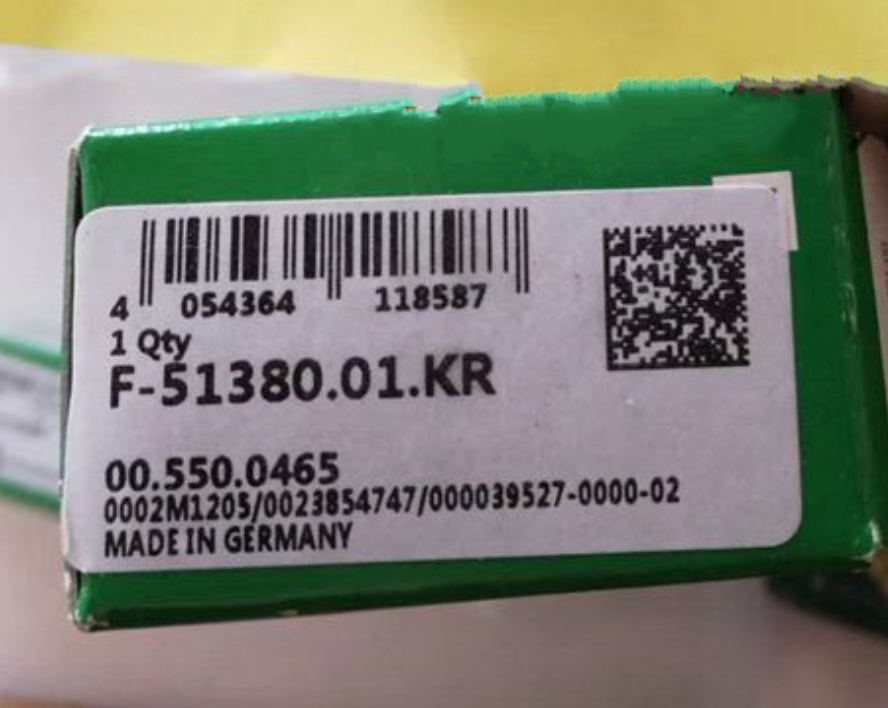 4 054364 118587
1 Qty
F-51380.01.KR
00.550.0465
0002M1205/0023854747/000039527-0000-02
MADE IN GERMANY